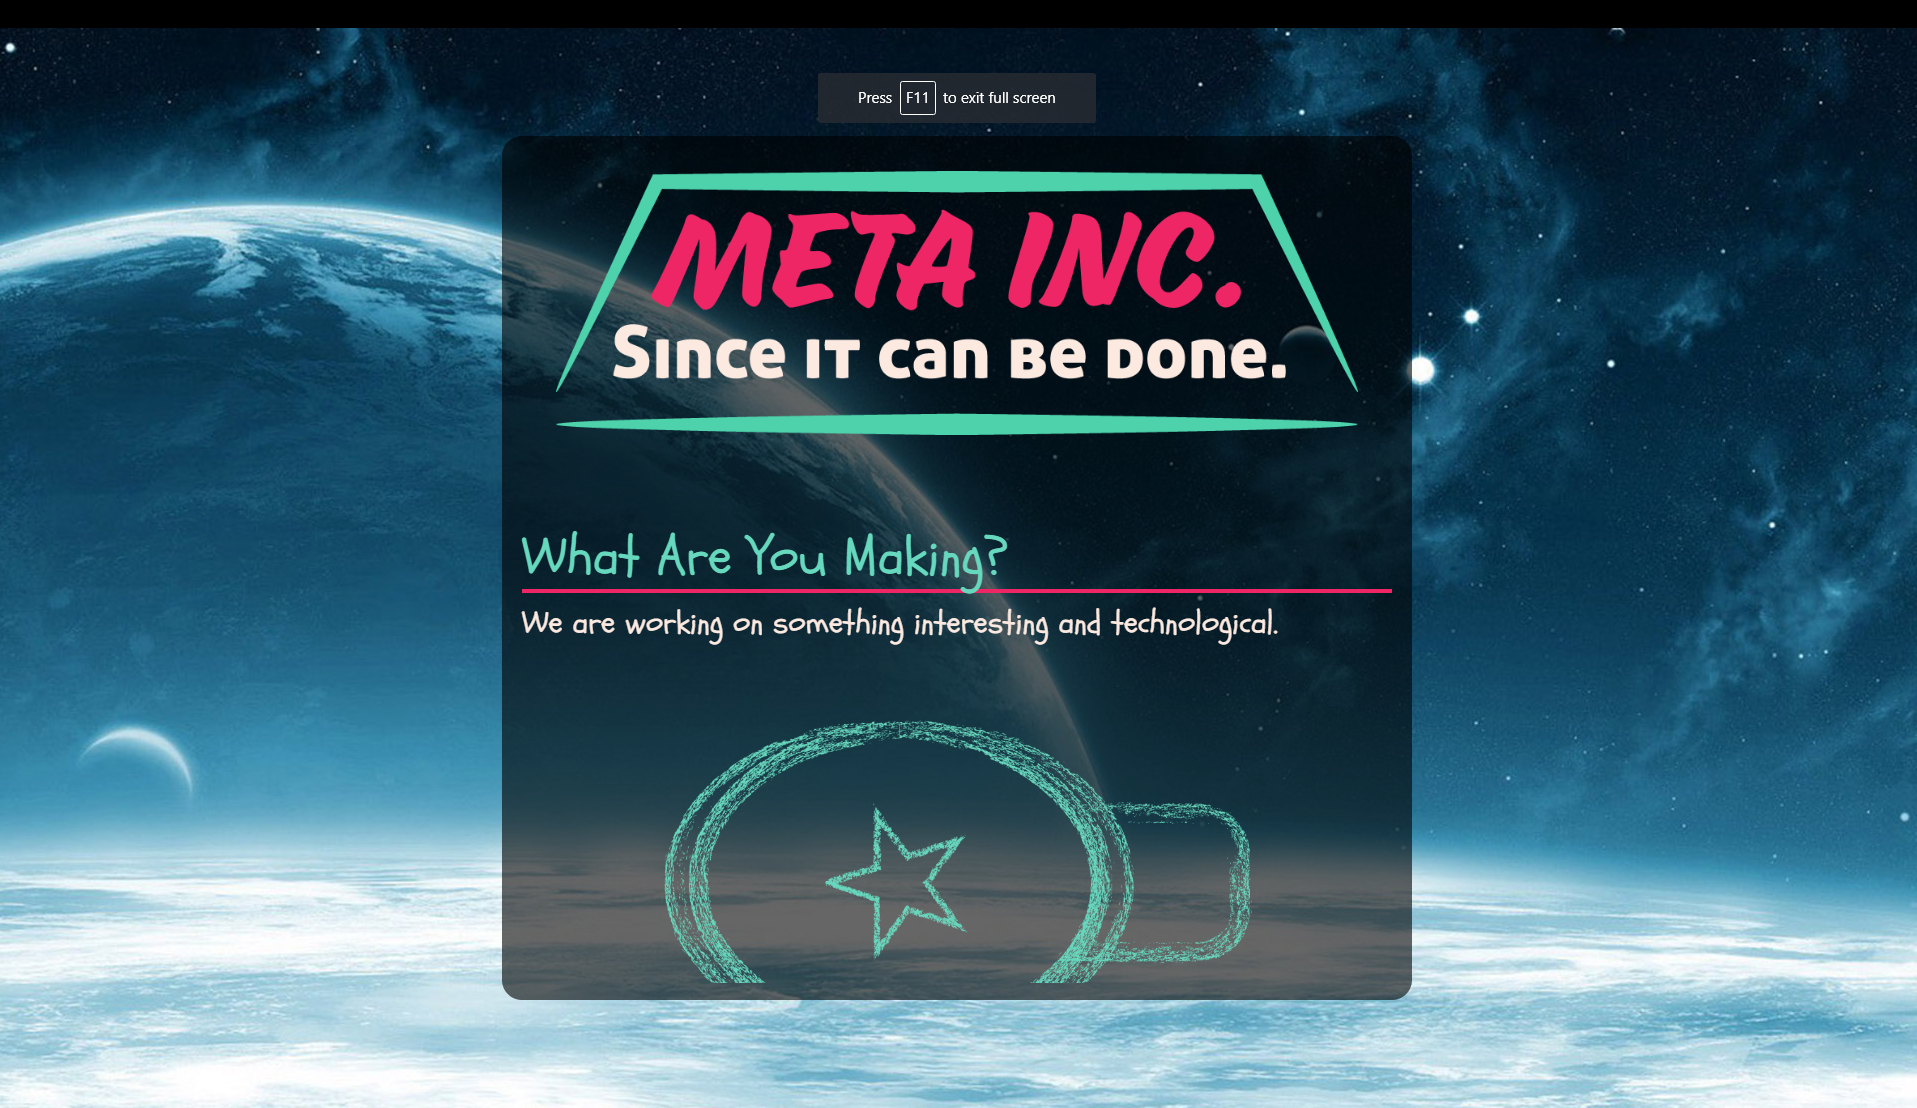 Press F11 to exit full screen
META INC.
Since it can be done.
What Are You Making?
We are working on something interesting and technological.